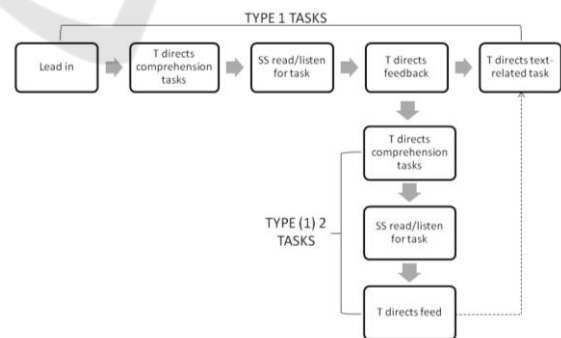 TYPE 1 TASKS
Lead in
T directs
comprehension
tasks
SS read/listen
for task
T directs
feedback
T directs text-
related task
T directs
comprehension
tasks
TYPE (1) 2
TASKS
SS read/listen
for task
T directs feed